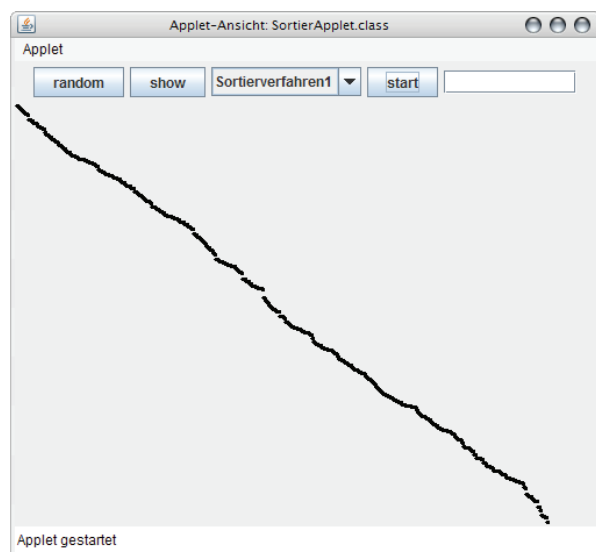 Applet-Ansicht: SortierApplet.class
Applet
random show Sortierverfahren1 start
Applet gestartet